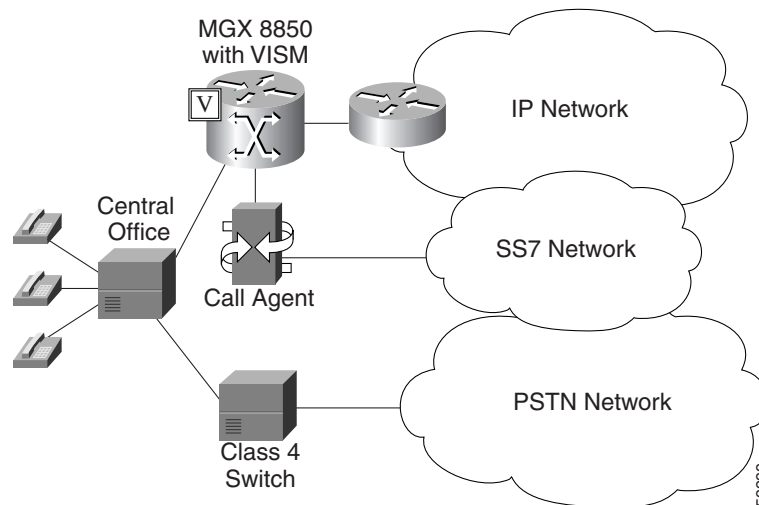 MGX 8850
with VISM
V
IP Network
Central
Office
SS7 Network
Call Agent
PSTN Network
Class 4
Switch